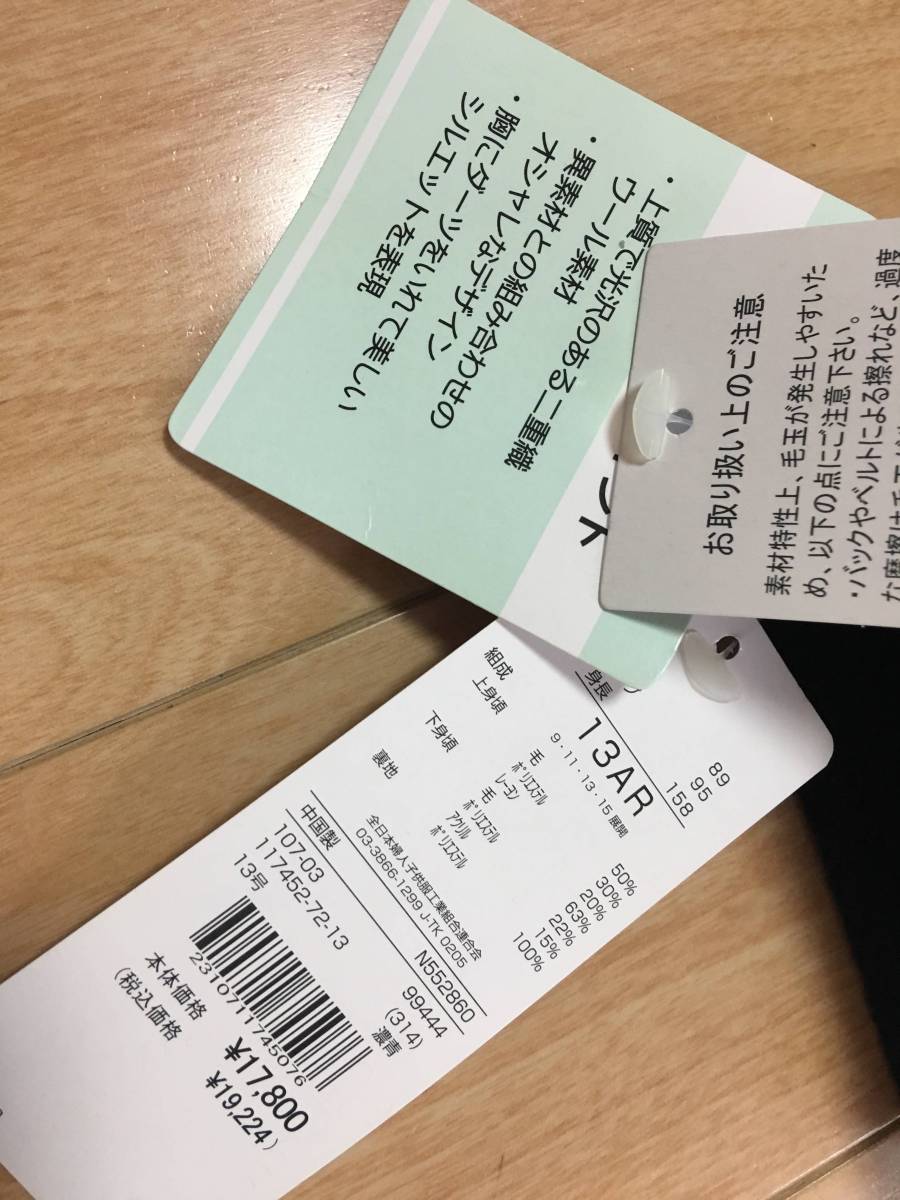 ・上質で光沢のある二重織
ウール素材
・異素材との組み合わせの
オシャレなデザイン
・胸にダーツをいれて美しい
シルエットを表現
お取り扱い上のご注意
素材特性上、毛玉が発生しやすいた
め、以下の点にご注意下さい。
・バックやベルトによる擦れなど、過度
89
95
身長 158
13AR
9・11・13・15 展開
組成
上身頃 毛 50%
ポリエステル 30%
レーヨン 20%
下身頃 毛 63%
ポリエステル 22%
アクリル 15%
裏地 ポリエステル 100%
全日本婦人子供服工業組合連合会
03-3866-1299 J-TK 0205
中国製 N552860
107-03 99444
117452-72-13 (314)
13号 濃青
2310711745076
本体価格 ¥17,800
(税込価格 ¥19,224)